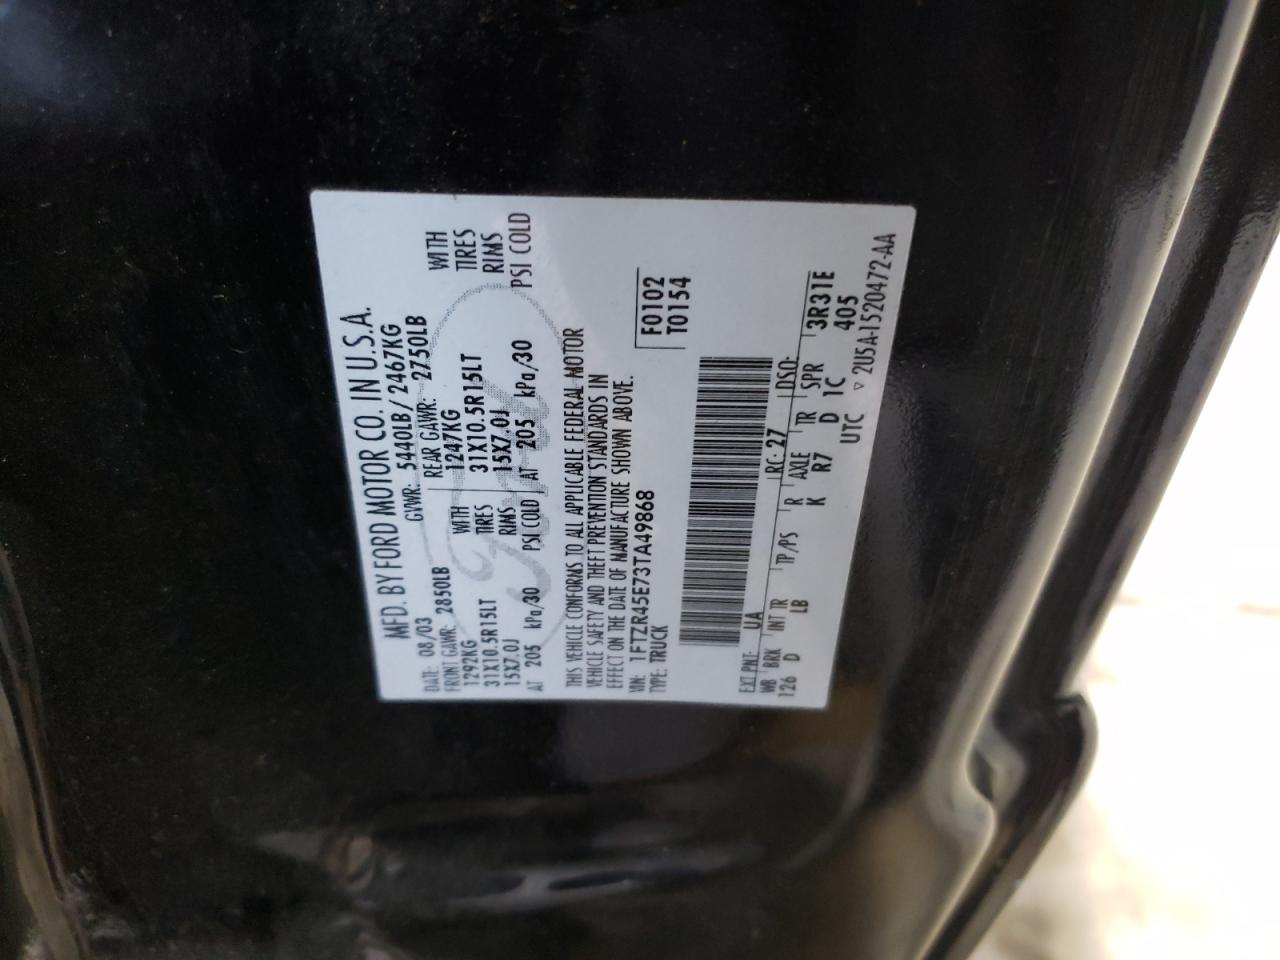 MFD. BY FORD MOTOR CO. IN U.S.A.
DATE: 08/03 GVWR: 5440LB/ 2467KG
FRONT GAWR: 2850LB REAR GAWR: 2750LB
1292KG WITH 1247KG WITH
31X10.5R15LT TIRES 31X10.5R15LT TIRES
15X7.0J RIMS 15X7.0J RIMS
AT 205 kPa/30 PSI COLD AT 205 kPa/30 PSI COLD
THIS VEHICLE CONFORMS TO ALL APPLICABLE FEDERAL MOTOR
VEHICLE SAFETY AND THEFT PREVENTION STANDARDS IN
EFFECT ON THE DATE OF MANUFACTURE SHOWN ABOVE.
VIN: 1FTZR45E73TA49868
TYPE: TRUCK
F0102
T0154
EXT PNT: UA RC: 27 DSO:
WB BRK INT TR TP/PS R AXLE TR SPR 3R31E
126 D LB K R7 D 1C 405
UTC ▽ 2U5A-1520472-AA